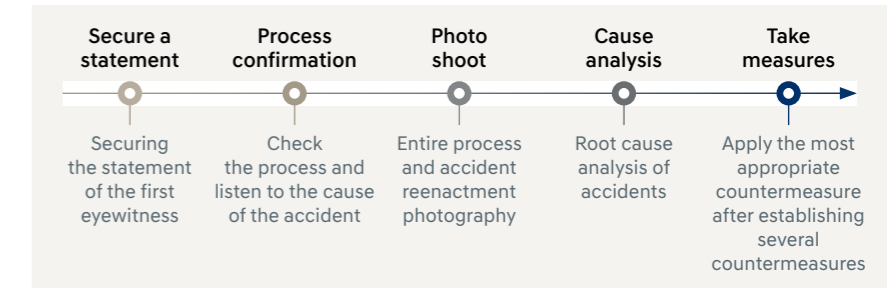 Secure a
statement
Process
confirmation
Photo
shoot
Cause
analysis
Take
measures
Securing
the statement
of the first
eyewitness
Check
the process and
listen to the cause
of the accident
Entire process
and accident
reenactment
photography
Root cause
analysis of
accidents
Apply the most
appropriate
countermeasure
after establishing
several
countermeasures